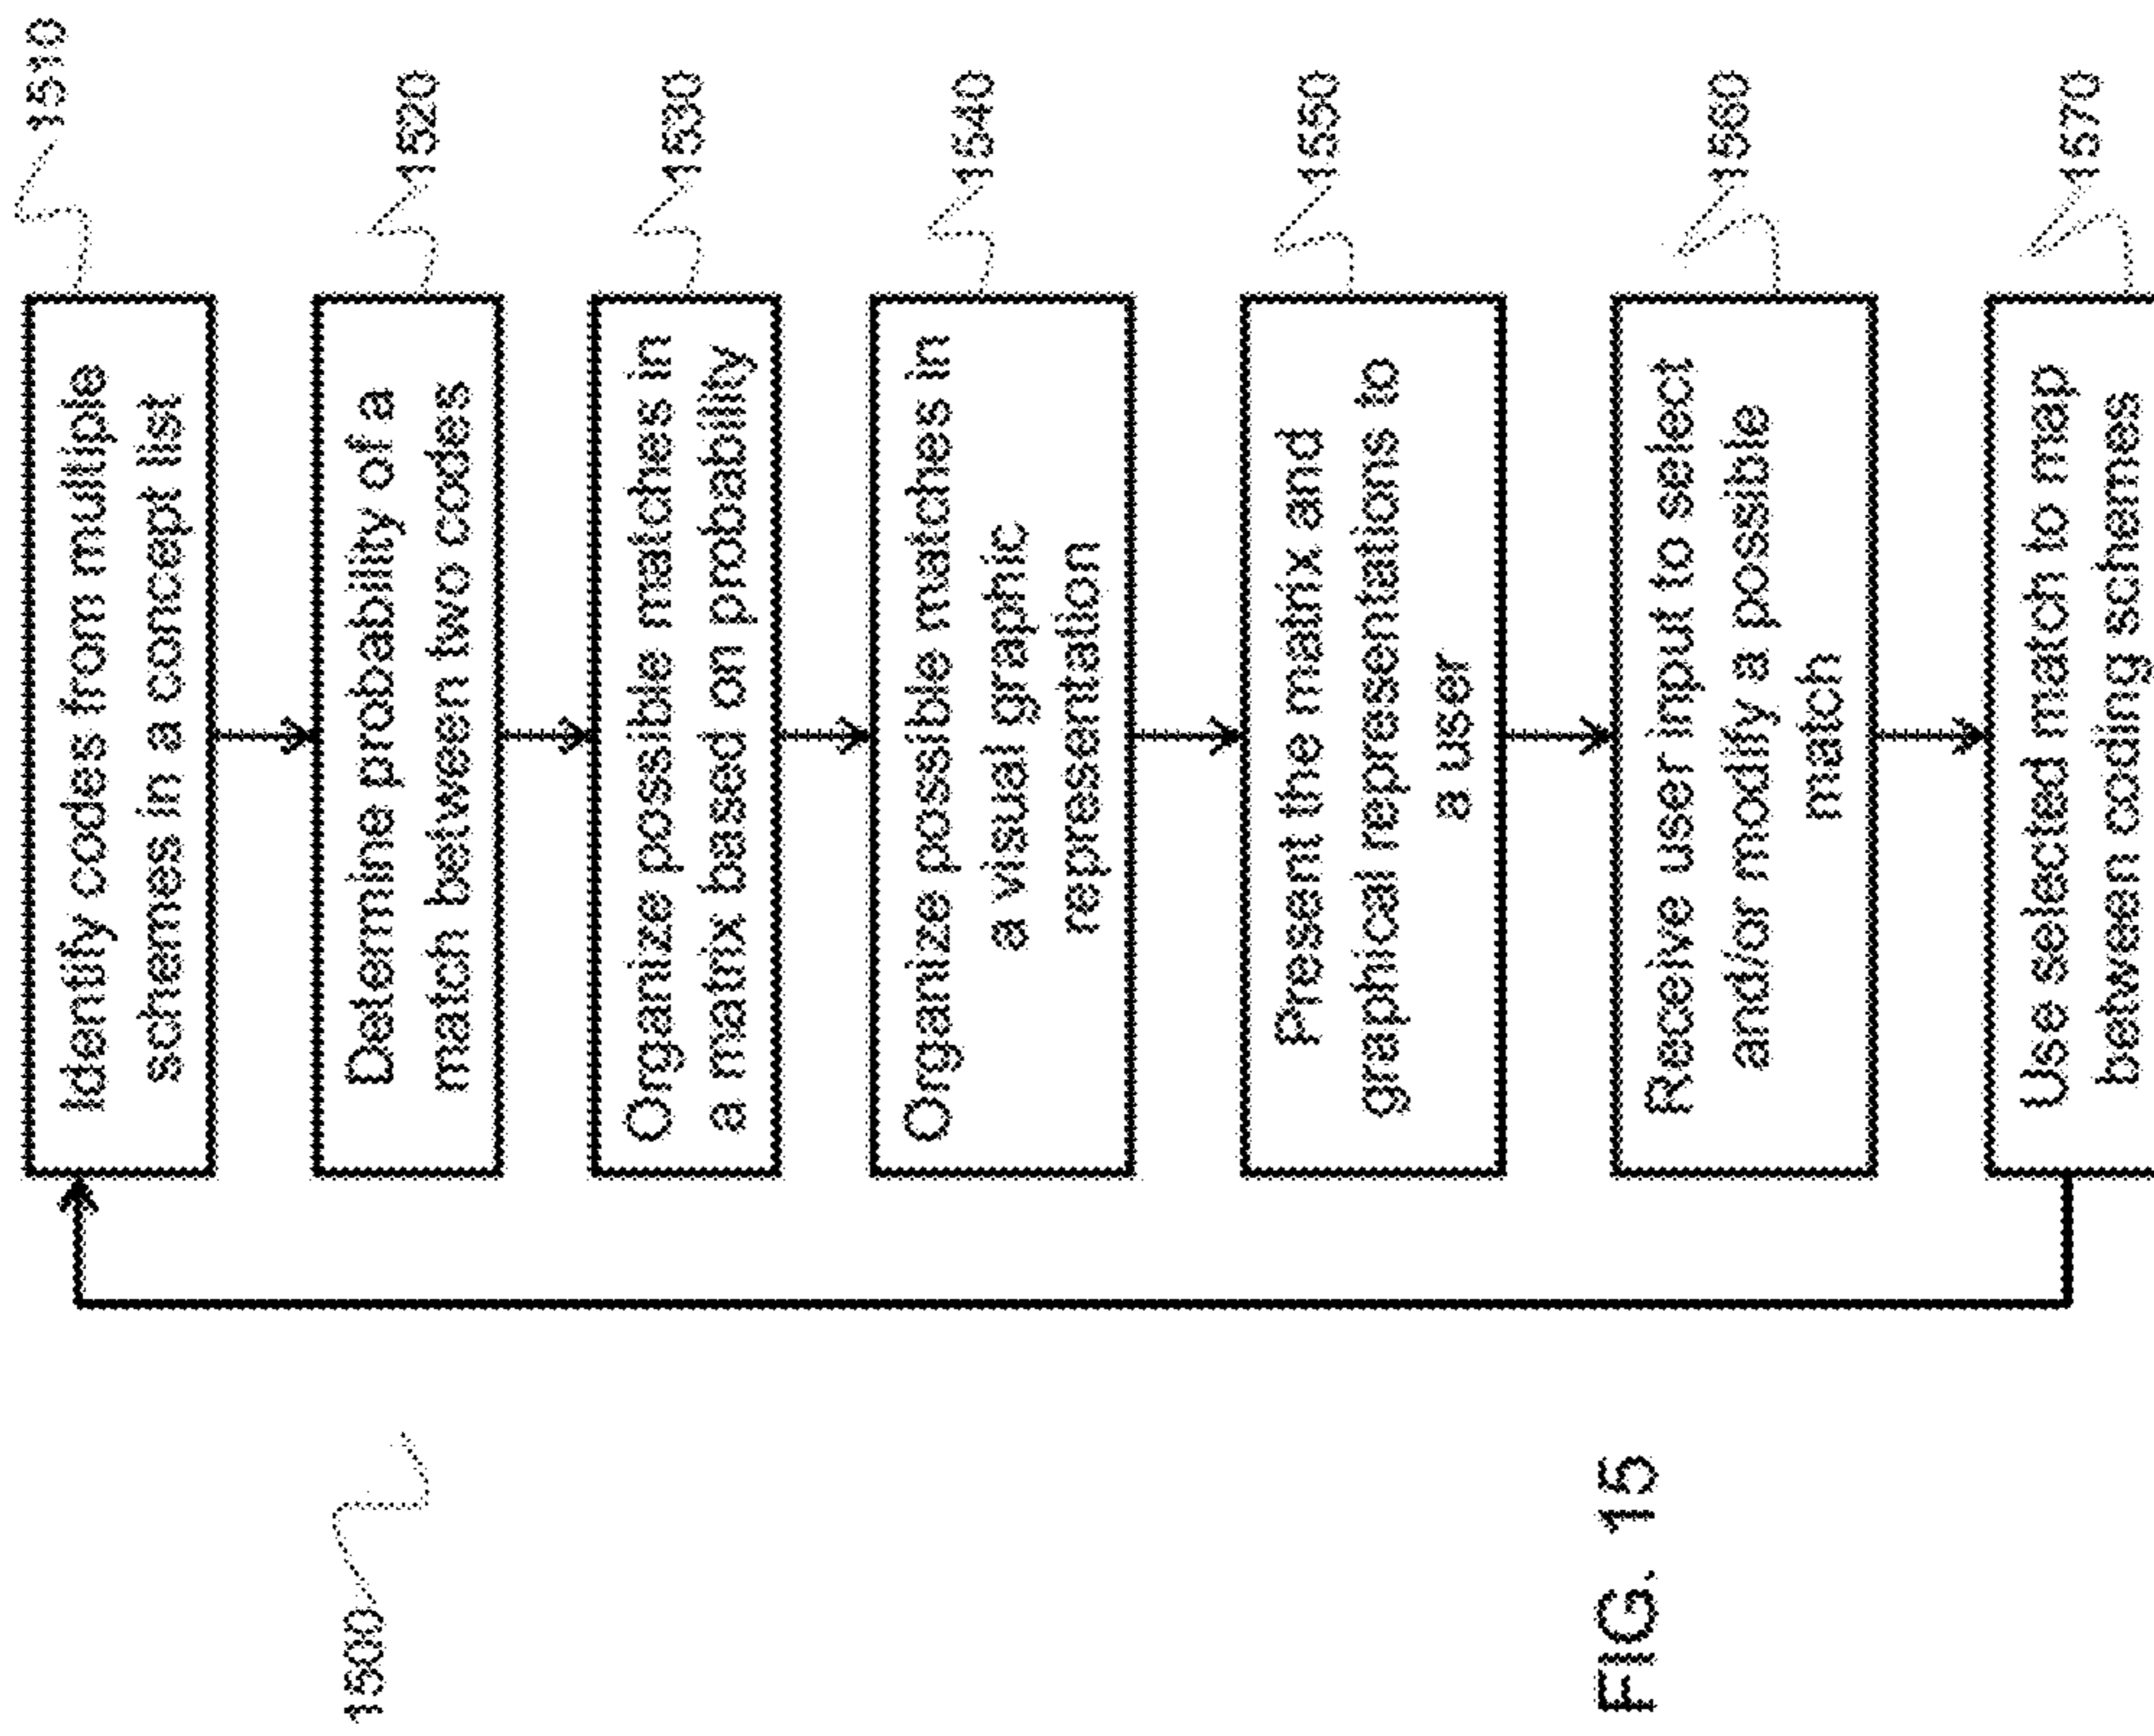 1510
Identify codes from multiple
schemes in a concept list
1520
Determine probability of a
match between two codes
1530
Organize possible matches in
a matrix based on probability
1540
Organize possible matches in
a visual graphic
representation
1550
Present the matrix and
graphical representations to
a user
1560
Receive user input to select
and/or modify a possible
match
1570
Use selected match to map
between coding schemes
1500
FIG. 15